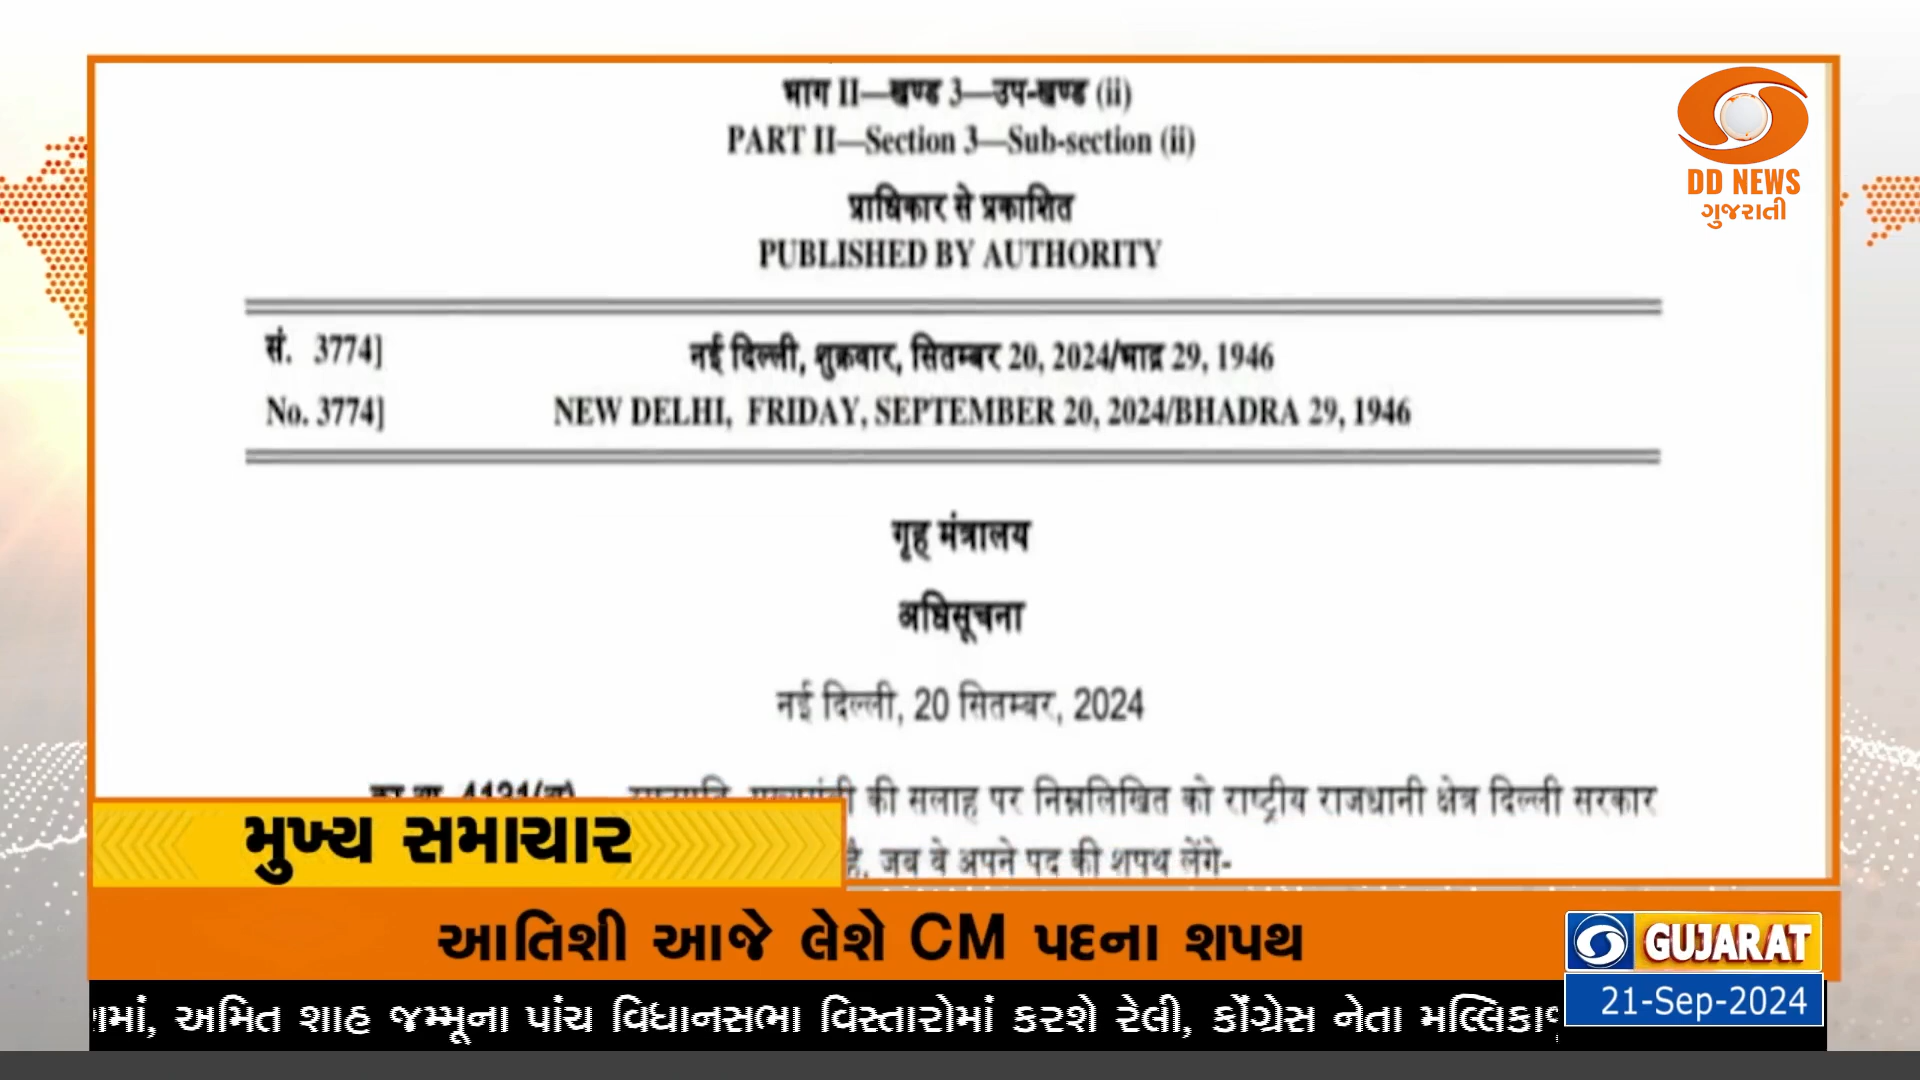 भाग II—खण्ड 3—उप-खण्ड (ii)
PART II—Section 3—Sub-section (ii)
प्राधिकार से प्रकाशित
PUBLISHED BY AUTHORITY
सं. 3774]
नई दिल्ली, शुक्रवार, सितम्बर 20, 2024/भाद्र 29, 1946
No. 3774]
NEW DELHI, FRIDAY, SEPTEMBER 20, 2024/BHADRA 29, 1946
गृह मंत्रालय
अधिसूचना
नई दिल्ली, 20 सितम्बर, 2024
की सलाह पर निम्नलिखित को राष्ट्रीय राजधानी क्षेत्र दिल्ली सरकार
है, जब वे अपने पद की शपथ लेंगे-
DD NEWS
ગુજરાતી
મુખ્ય સમાચાર
આતિશી આજે લેશે CM પદના શપથ
GUJARAT
21-Sep-2024
અમિત શાહ જમ્મૂના પાંચ વિધાનસભા વિસ્તારોમાં કરશે રેલી, કોંગ્રેસ નેતા